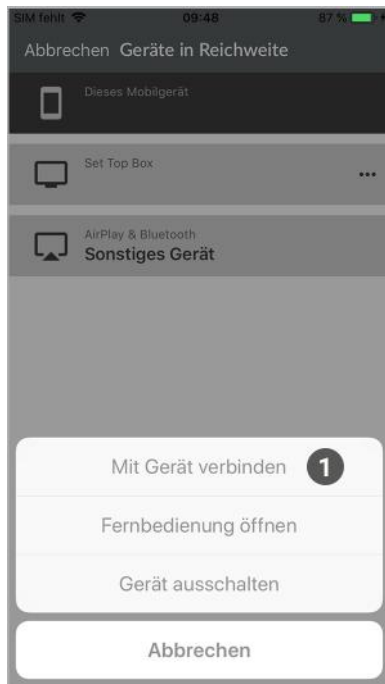 SIM fehlt 09:48 87 %
Abbrechen Geräte in Reichweite
Dieses Mobilgerät
Set Top Box
AirPlay & Bluetooth
Sonstiges Gerät
Mit Gerät verbinden 1
Fernbedienung öffnen
Gerät ausschalten
Abbrechen